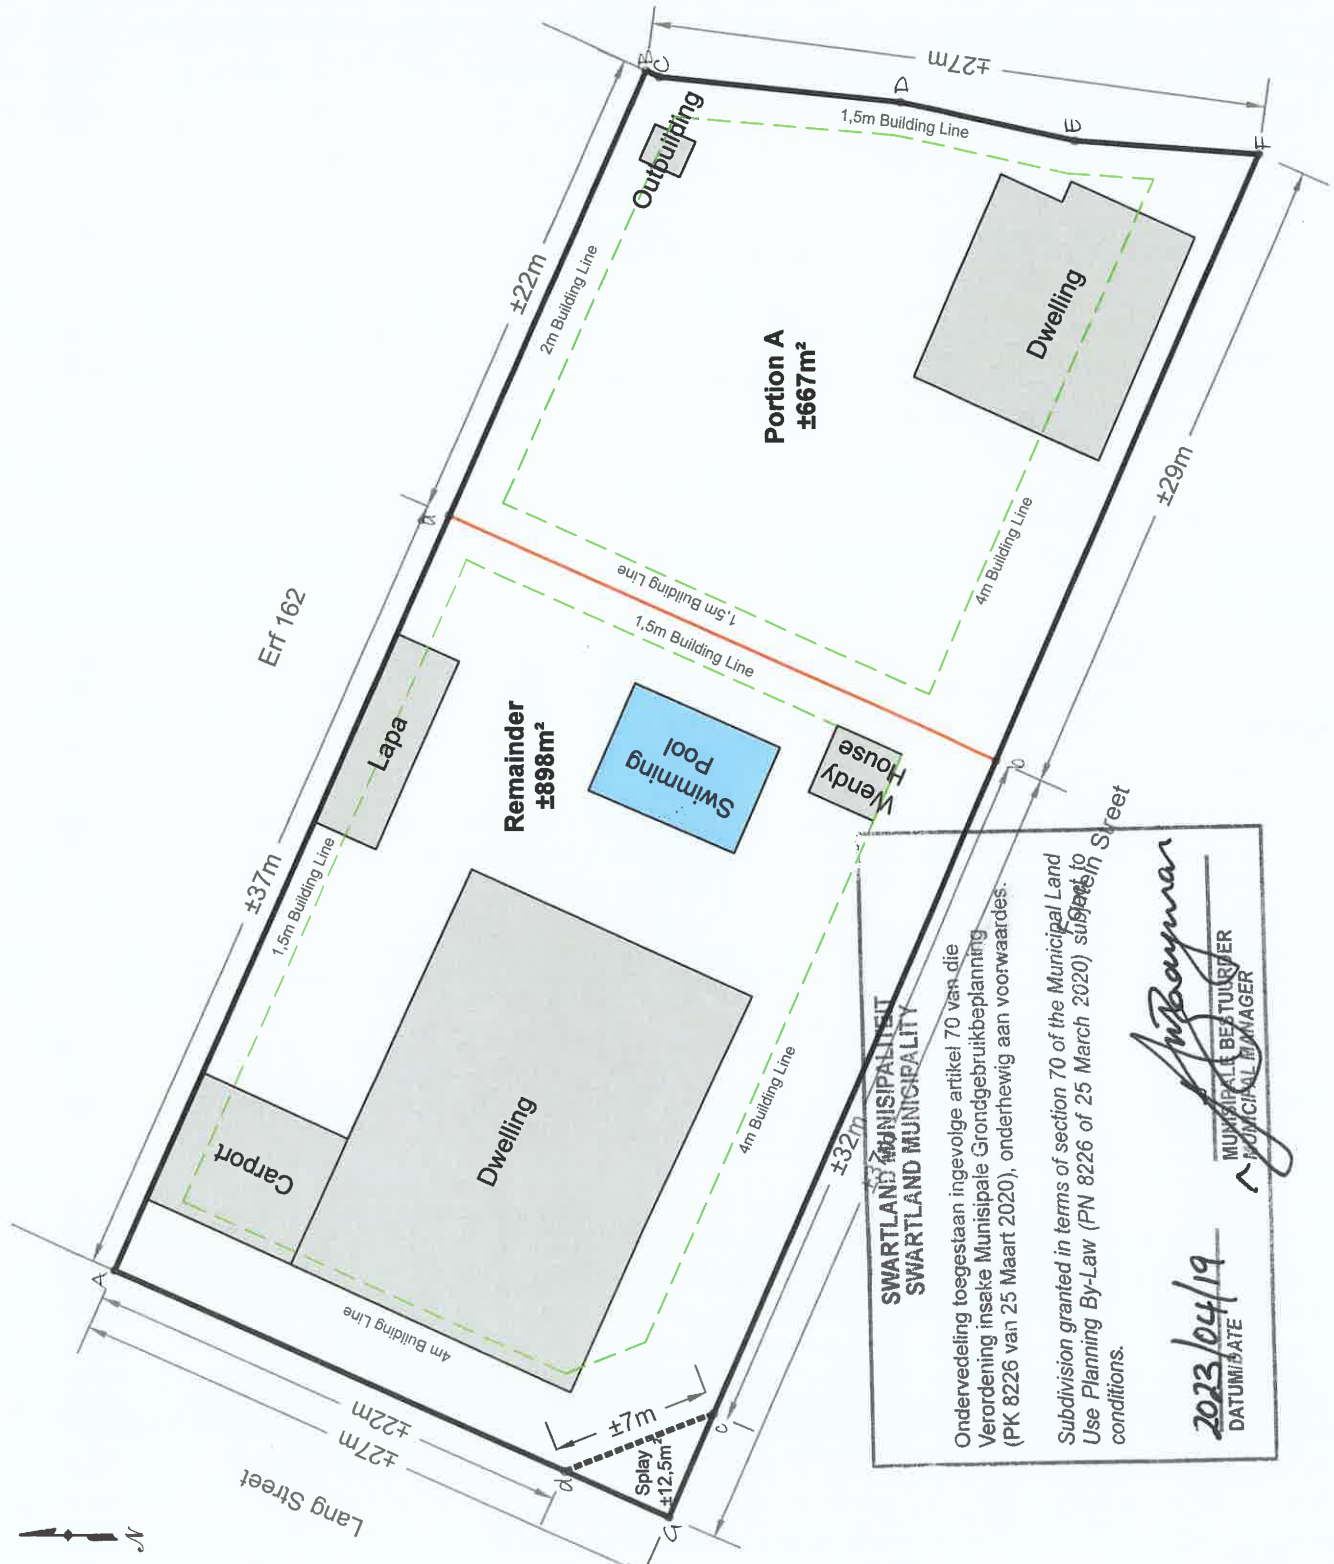 Erf 162
±22m
±27m
±37m
2m Building Line
1,5m Building Line
1,5m Building Line
1,5m Building Line
1,5m Building Line
4m Building Line
4m Building Line
4m Building Line
Outbuilding
Portion A
±667m²
Dwelling
±29m
Lapa
Remainder
±898m²
Swimming
Pool
Wendy
House
Carport
Dwelling
±22m
±27m
Lang Street
±7m
Splay
±12,5m²
±32m
Street
A
B
C
D
E
F
G
a
b
c
d
N
SWARTLAND MUNISIPALITEIT
SWARTLAND MUNICIPALITY
Ondervedeling toegestaan ingevolge artikel 70 van die
Verordening insake Munisipale Grondgebruikbeplanning
(PK 8226 van 25 Maart 2020), onderhewig aan voorwaardes.
Subdivision granted in terms of section 70 of the Municipal Land
Use Planning By-Law (PN 8226 of 25 March 2020) subject to
conditions.
2023/04/19
DATUM/DATE
MUNISIPALE BESTUURDER
MUNICIPAL MANAGER